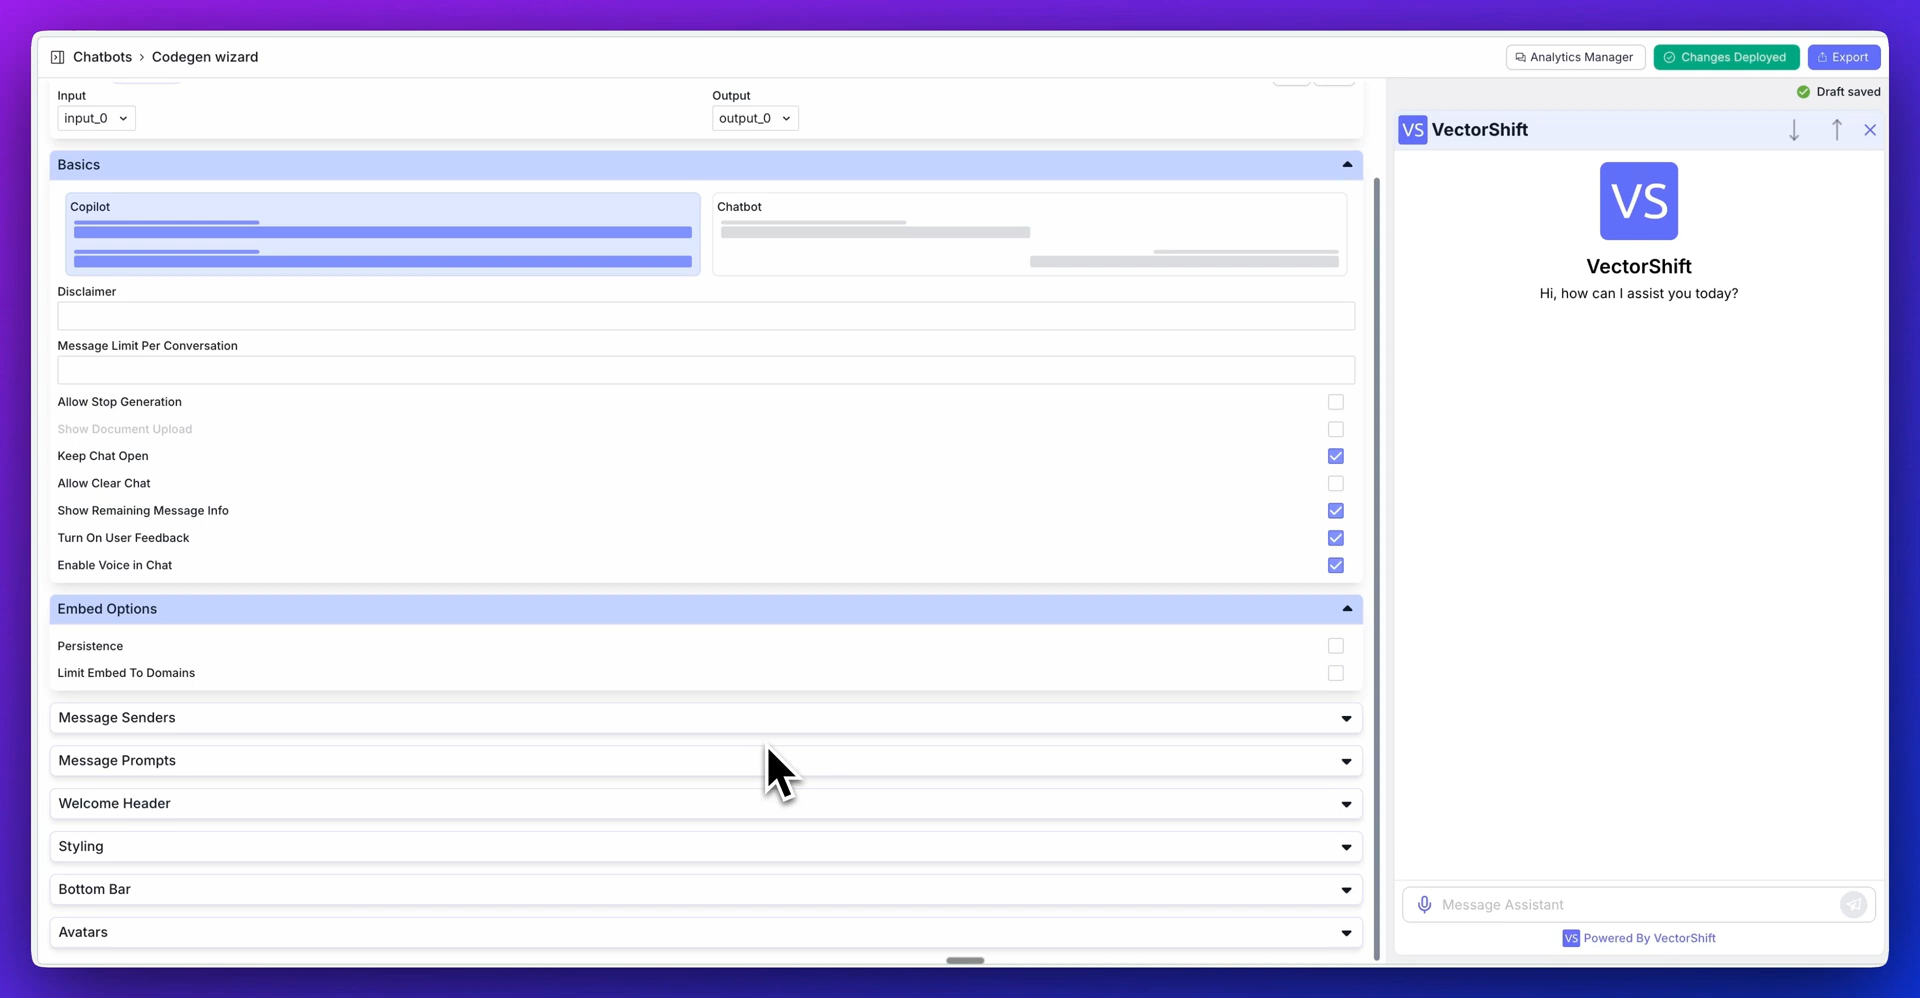 Chatbots › Codegen wizard
Analytics Manager
Changes Deployed
Export
Draft saved
Input
Output
input_0
output_0
Basics
Copilot
Chatbot
Disclaimer
Message Limit Per Conversation
Allow Stop Generation
Show Document Upload
Keep Chat Open
Allow Clear Chat
Show Remaining Message Info
Turn On User Feedback
Enable Voice in Chat
Embed Options
Persistence
Limit Embed To Domains
Message Senders
Message Prompts
Welcome Header
Styling
Bottom Bar
Avatars
VS VectorShift
VS
VectorShift
Hi, how can I assist you today?
Message Assistant
VS Powered By VectorShift